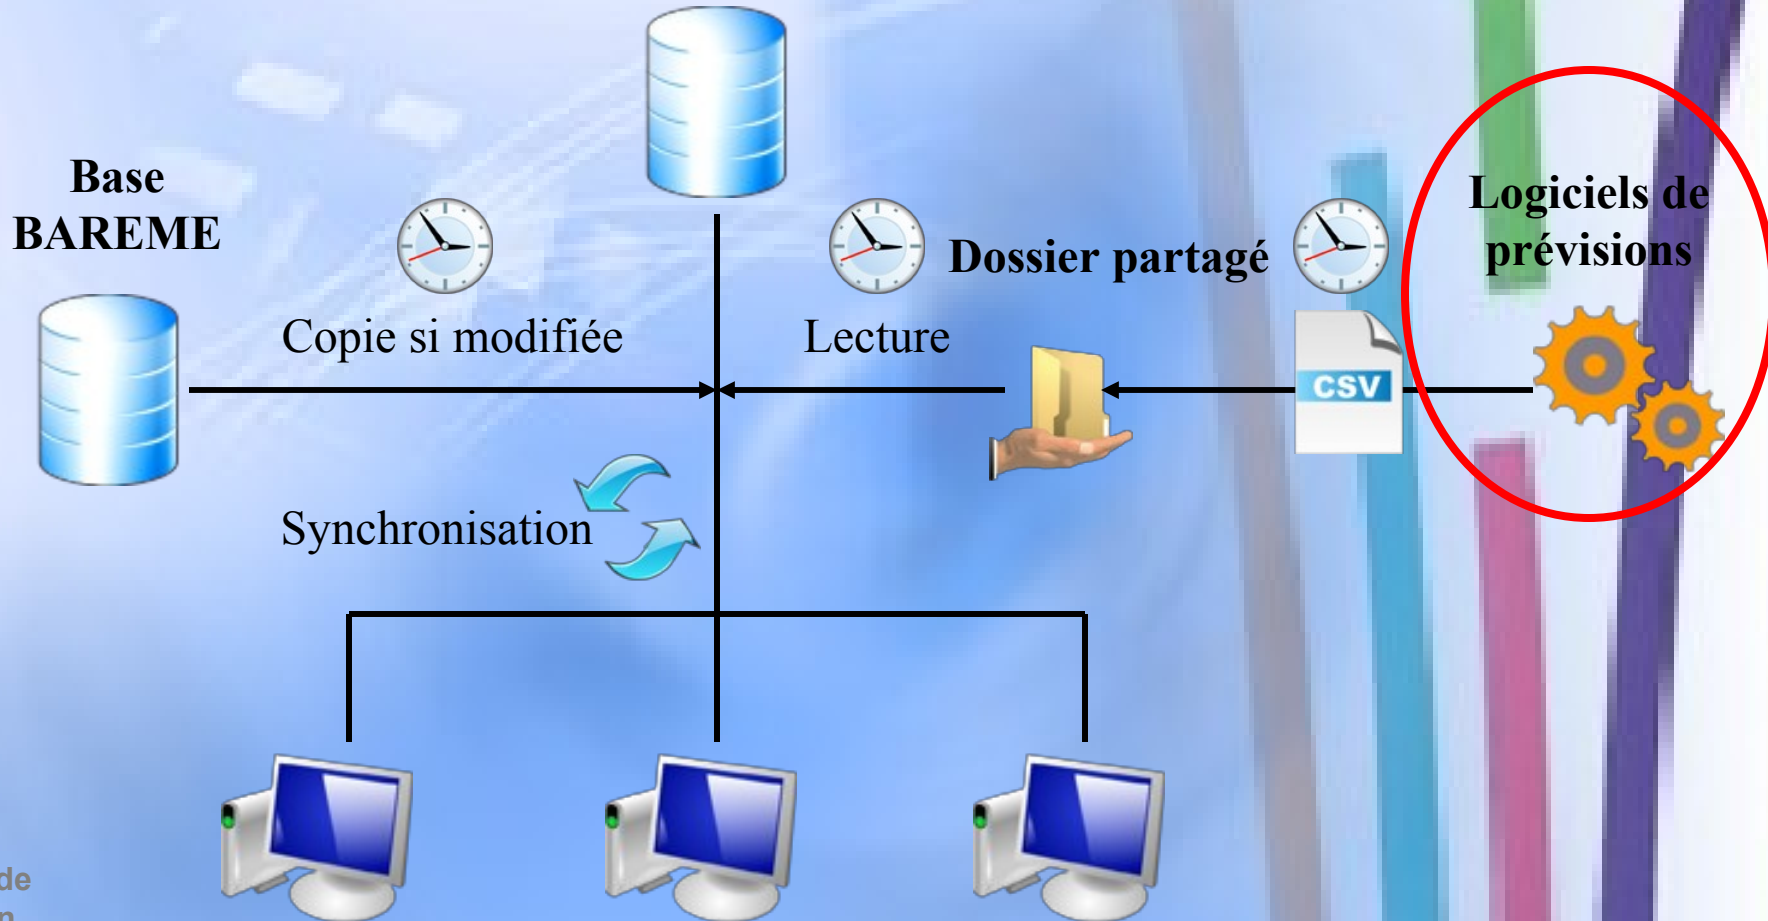 Base
BAREME
Copie si modifiée
Lecture
Dossier partagé
CSV
Logiciels de
prévisions
Synchronisation
de